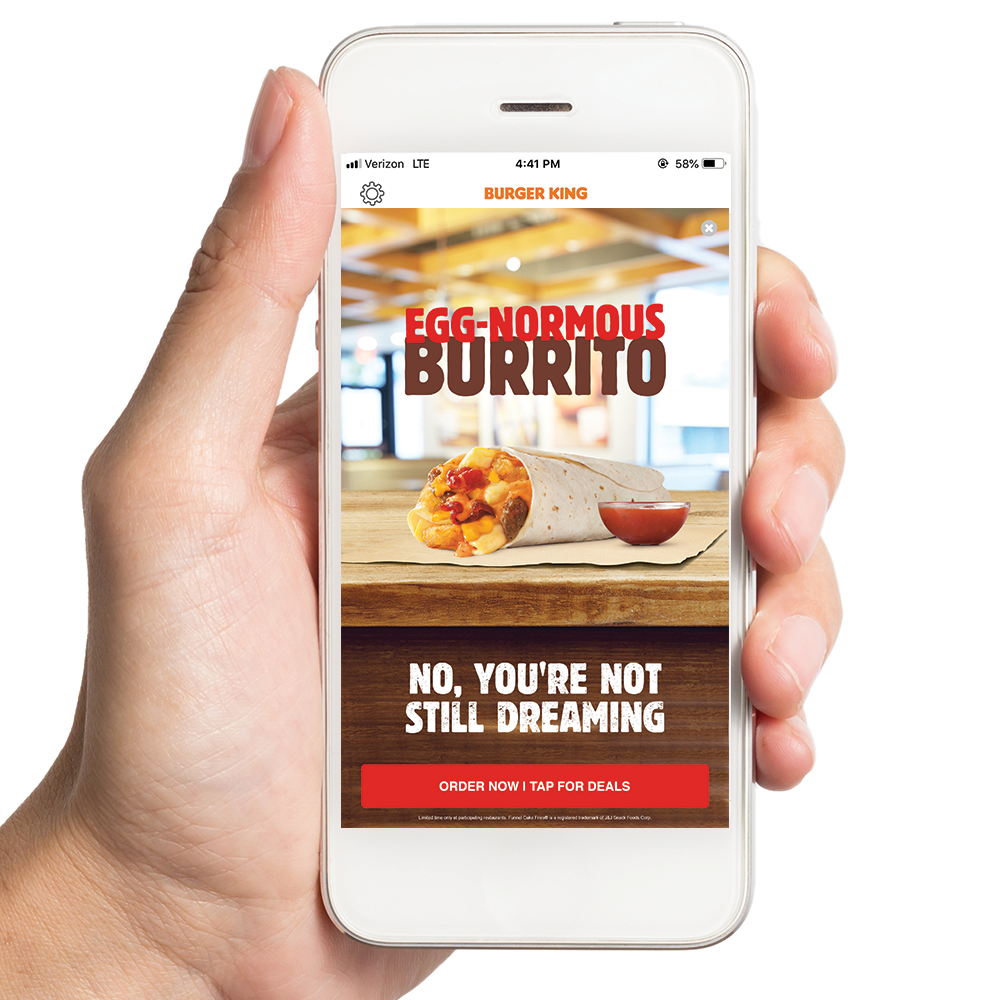 Verizon LTE 4:41 PM 58%
BURGER KING
EGG-NORMOUS
BURRITO
NO, YOU'RE NOT
STILL DREAMING
ORDER NOW | TAP FOR DEALS
Limited time only at participating restaurants. Funnel Cake Fries® is a registered trademark of J&J Snack Foods Corp.